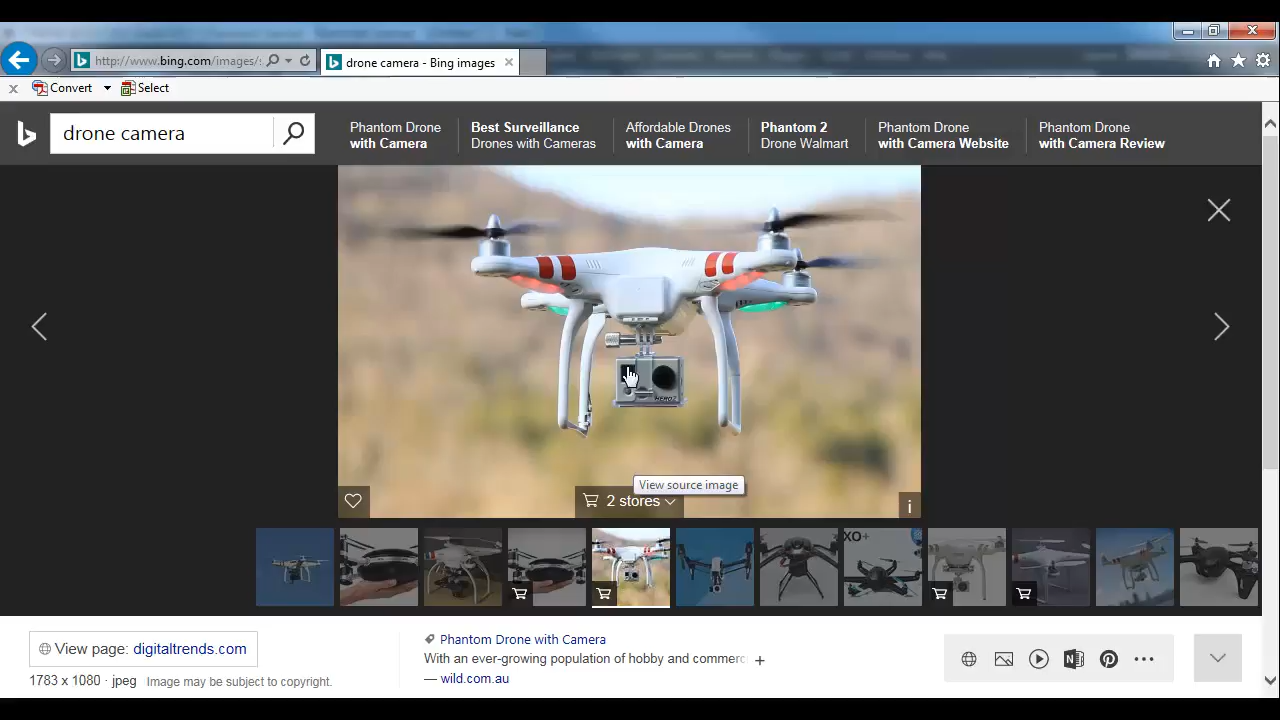 http://www.bing.com/images/
drone camera - Bing images
Convert
Select
drone camera
Phantom Drone
with Camera
Best Surveillance
Drones with Cameras
Affordable Drones
with Camera
Phantom 2
Drone Walmart
Phantom Drone
with Camera Website
Phantom Drone
with Camera Review
View source image
2 stores
XO+
View page: digitaltrends.com
1783 x 1080 · jpeg Image may be subject to copyright.
Phantom Drone with Camera
With an ever-growing population of hobby and commerc
— wild.com.au